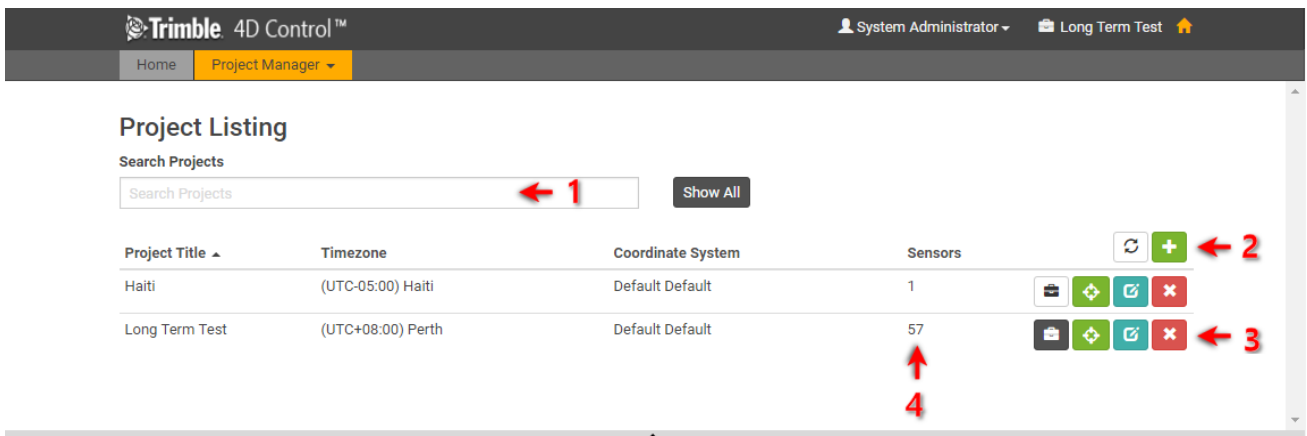 Trimble. 4D Control™ System Administrator Long Term Test
Home Project Manager
Project Listing
Search Projects
Search Projects 1 Show All
2
Project Title Timezone Coordinate System Sensors
Haiti (UTC-05:00) Haiti Default Default 1
Long Term Test (UTC+08:00) Perth Default Default 57
3
4